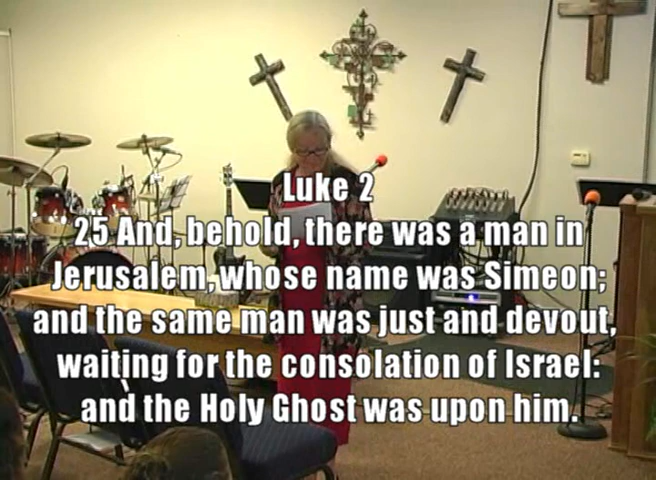 Luke 2
25 And, behold, there was a man in
Jerusalem, whose name was Simeon;
and the same man was just and devout,
waiting for the consolation of Israel:
and the Holy Ghost was upon him.